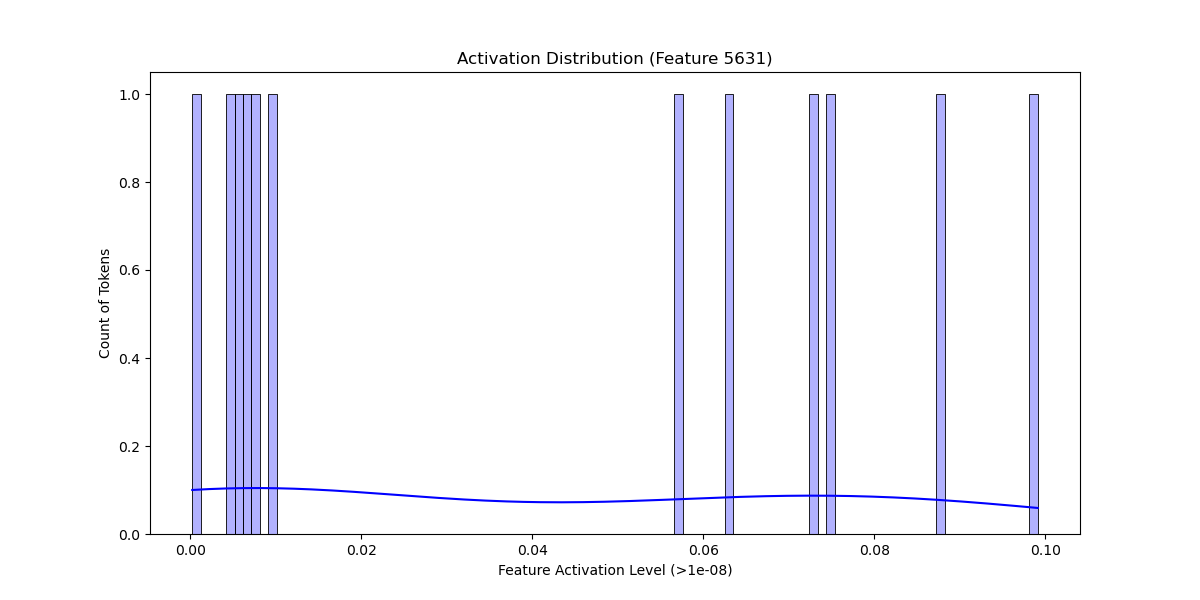 Activation Distribution (Feature 5631)
1.0
0.8
0.6
0.4
0.2
0.0
Count of Tokens
0.00 0.02 0.04 0.06 0.08 0.10
Feature Activation Level (>1e-08)